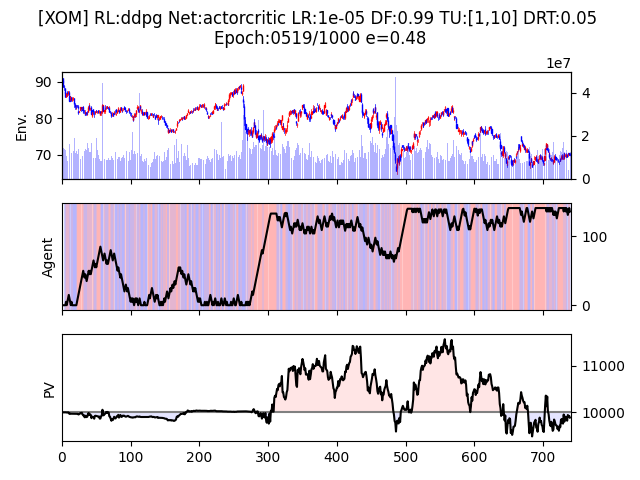 [XOM] RL:ddpg Net:actorcritic LR:1e-05 DF:0.99 TU:[1,10] DRT:0.05
Epoch:0519/1000 e=0.48
1e7
Env.
90
80
70
4
2
0
Agent
100
0
PV
11000
10000
0 100 200 300 400 500 600 700